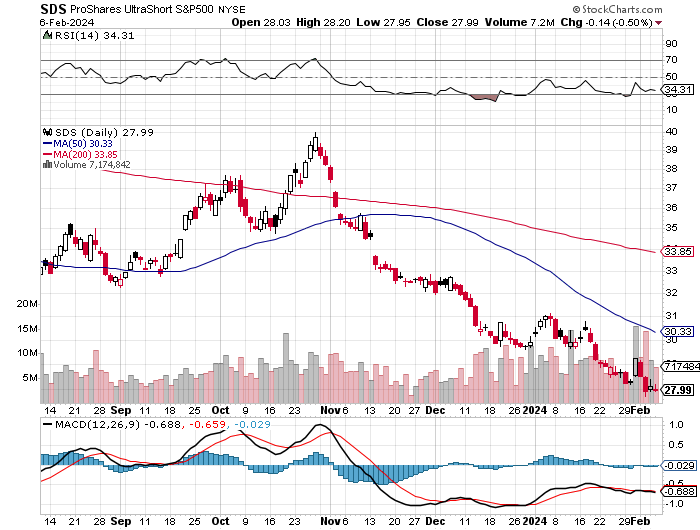 SDS ProShares UltraShort S&P500 NYSE © StockCharts.com
6-Feb-2024 Open 28.03 High 28.20 Low 27.95 Close 27.99 Volume 7.2M Chg -0.14 (-0.50%)
RSI(14) 34.31
90
70
50
34.31
30
10
SDS (Daily) 27.99
MA(50) 30.33
MA(200) 33.85
Volume 7,174,842
40
39
38
37
36
35
33.85
33
32
31
30.33
30
29
7174842
27.99
20M
15M
10M
5M
14 21 28 Sep 11 18 25 Oct 9 16 23 Nov 6 13 20 27 Dec 11 18 26 2024 8 16 22 29 Feb
MACD(12,26,9) -0.688, -0.659, -0.029
1.0
0.5
-0.029
-0.5
-0.688
-1.0
14 21 28 Sep 11 18 25 Oct 9 16 23 Nov 6 13 20 27 Dec 11 18 26 2024 8 16 22 29 Feb